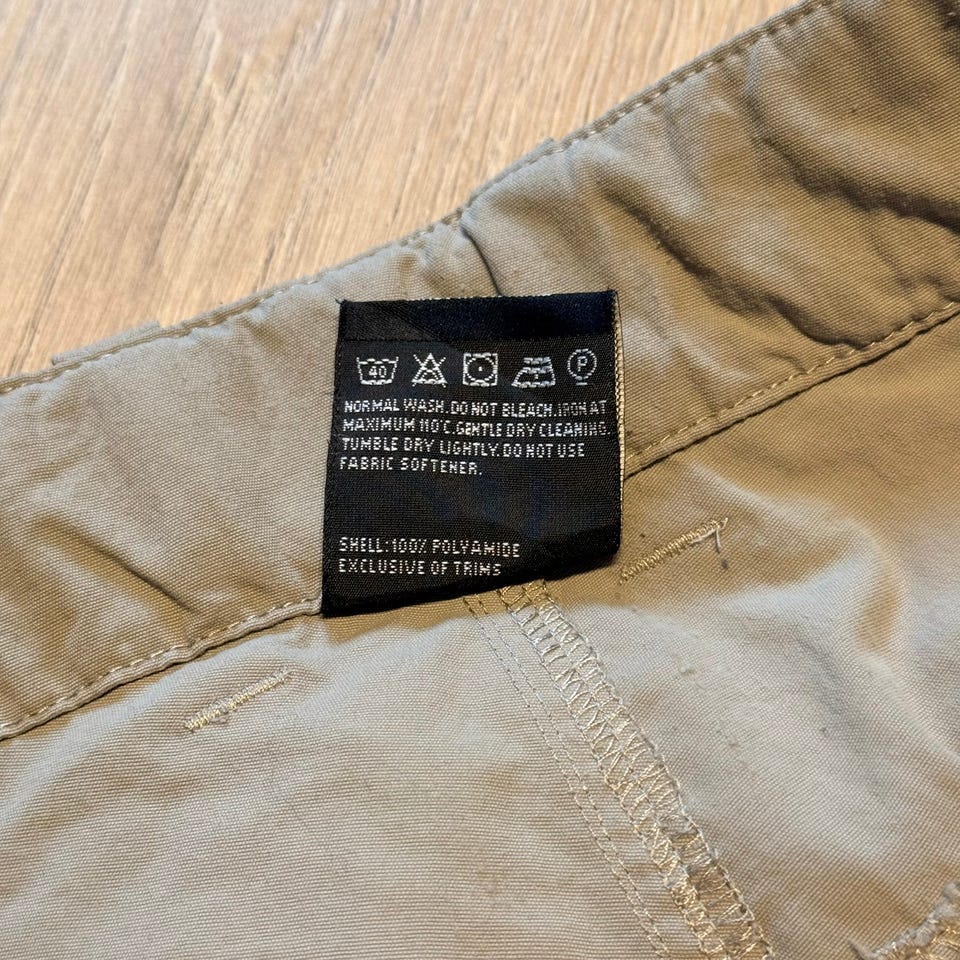 40 P
NORMAL WASH.DO NOT BLEACH.IRON AT
MAXIMUM 110°C.GENTLE DRY CLEANING
TUMBLE DRY LIGHTLY.DO NOT USE
FABRIC SOFTENER.
SHELL:100% POLYAMIDE
EXCLUSIVE OF TRIMS